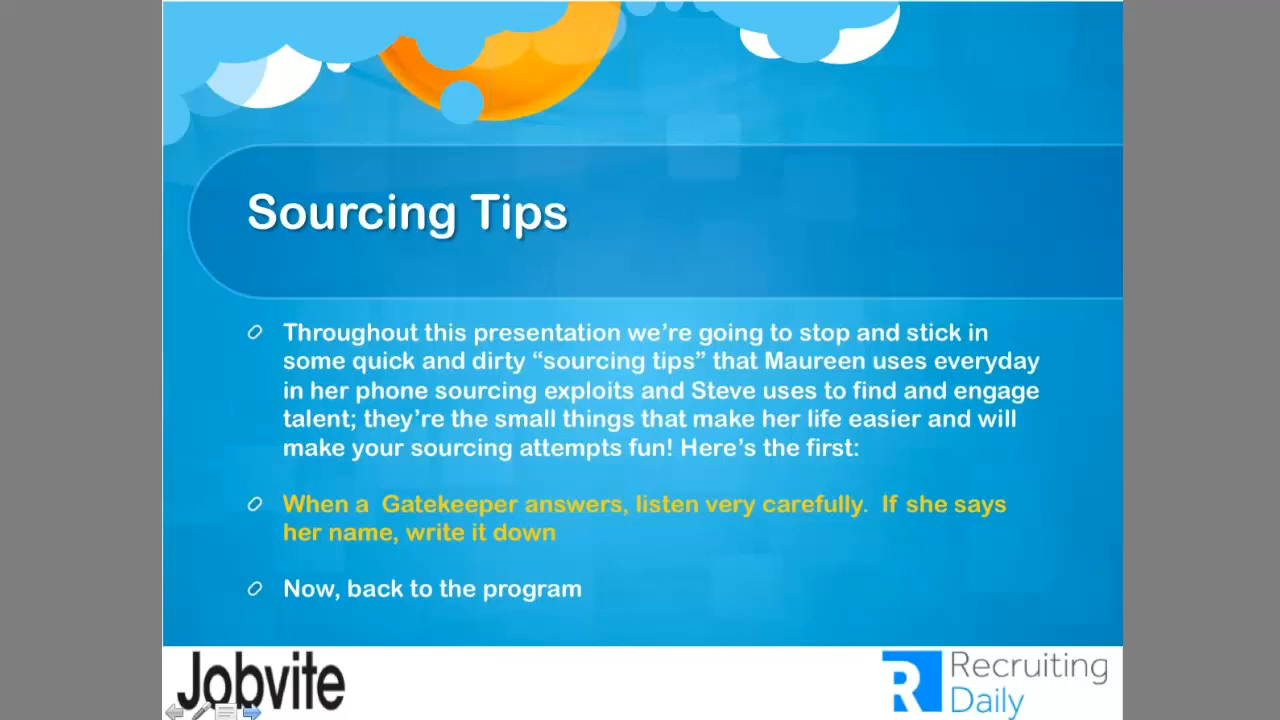 Sourcing Tips
Throughout this presentation we're going to stop and stick in
some quick and dirty “sourcing tips” that Maureen uses everyday
in her phone sourcing exploits and Steve uses to find and engage
talent; they're the small things that make her life easier and will
make your sourcing attempts fun! Here's the first:
When a  Gatekeeper answers, listen very carefully.  If she says
her name, write it down
Now, back to the program
Jobvite
R
Recruiting
Daily